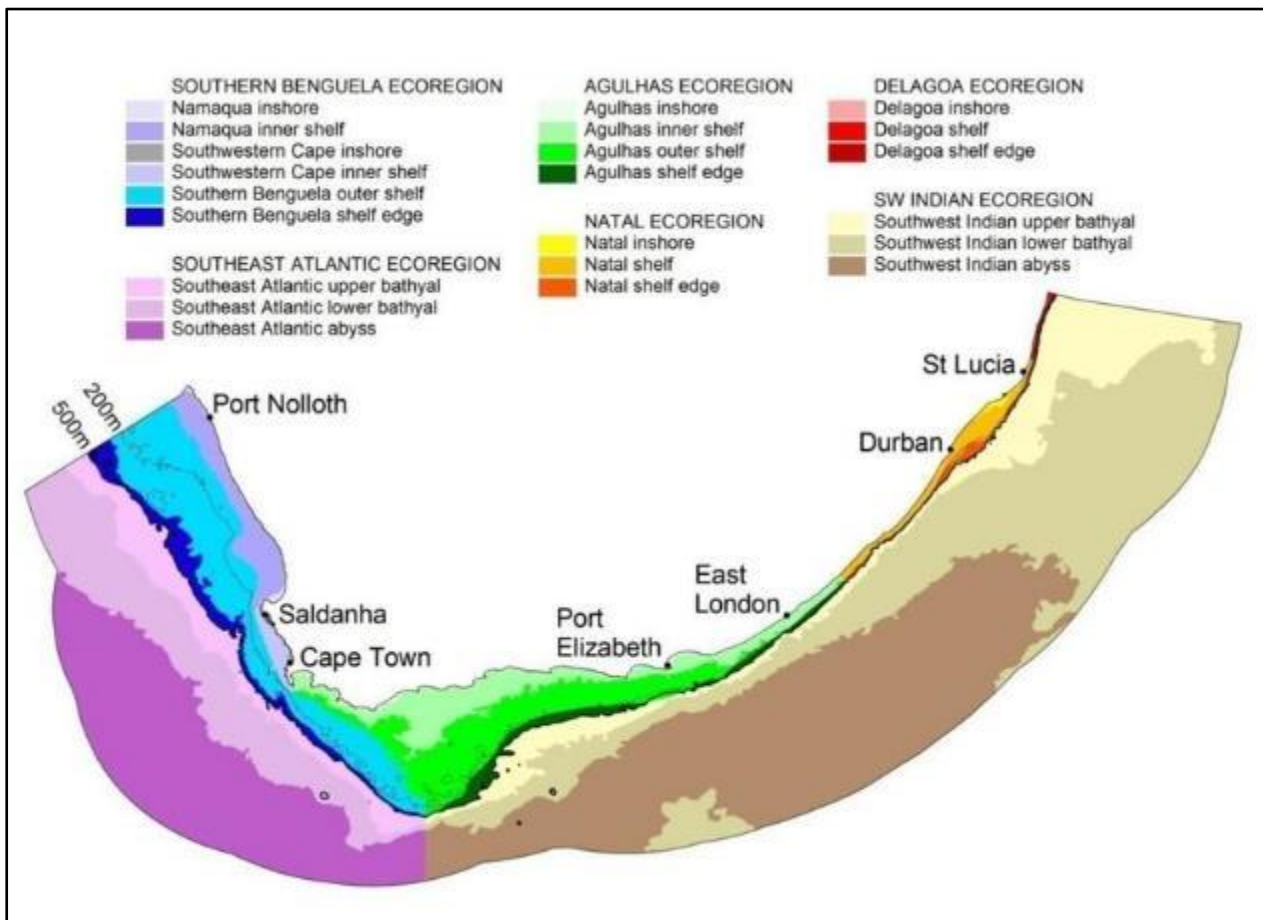 SOUTHERN BENGUELA ECOREGION
Namaqua inshore
Namaqua inner shelf
Southwestern Cape inshore
Southwestern Cape inner shelf
Southern Benguela outer shelf
Southern Benguela shelf edge
SOUTHEAST ATLANTIC ECOREGION
Southeast Atlantic upper bathyal
Southeast Atlantic lower bathyal
Southeast Atlantic abyss
AGULHAS ECOREGION
Agulhas inshore
Agulhas inner shelf
Agulhas outer shelf
Agulhas shelf edge
NATAL ECOREGION
Natal inshore
Natal shelf
Natal shelf edge
DELAGOA ECOREGION
Delagoa inshore
Delagoa shelf
Delagoa shelf edge
SW INDIAN ECOREGION
Southwest Indian upper bathyal
Southwest Indian lower bathyal
Southwest Indian abyss
200m
500m
Port Nolloth
Saldanha
Cape Town
Port
Elizabeth
East
London
Durban
St Lucia